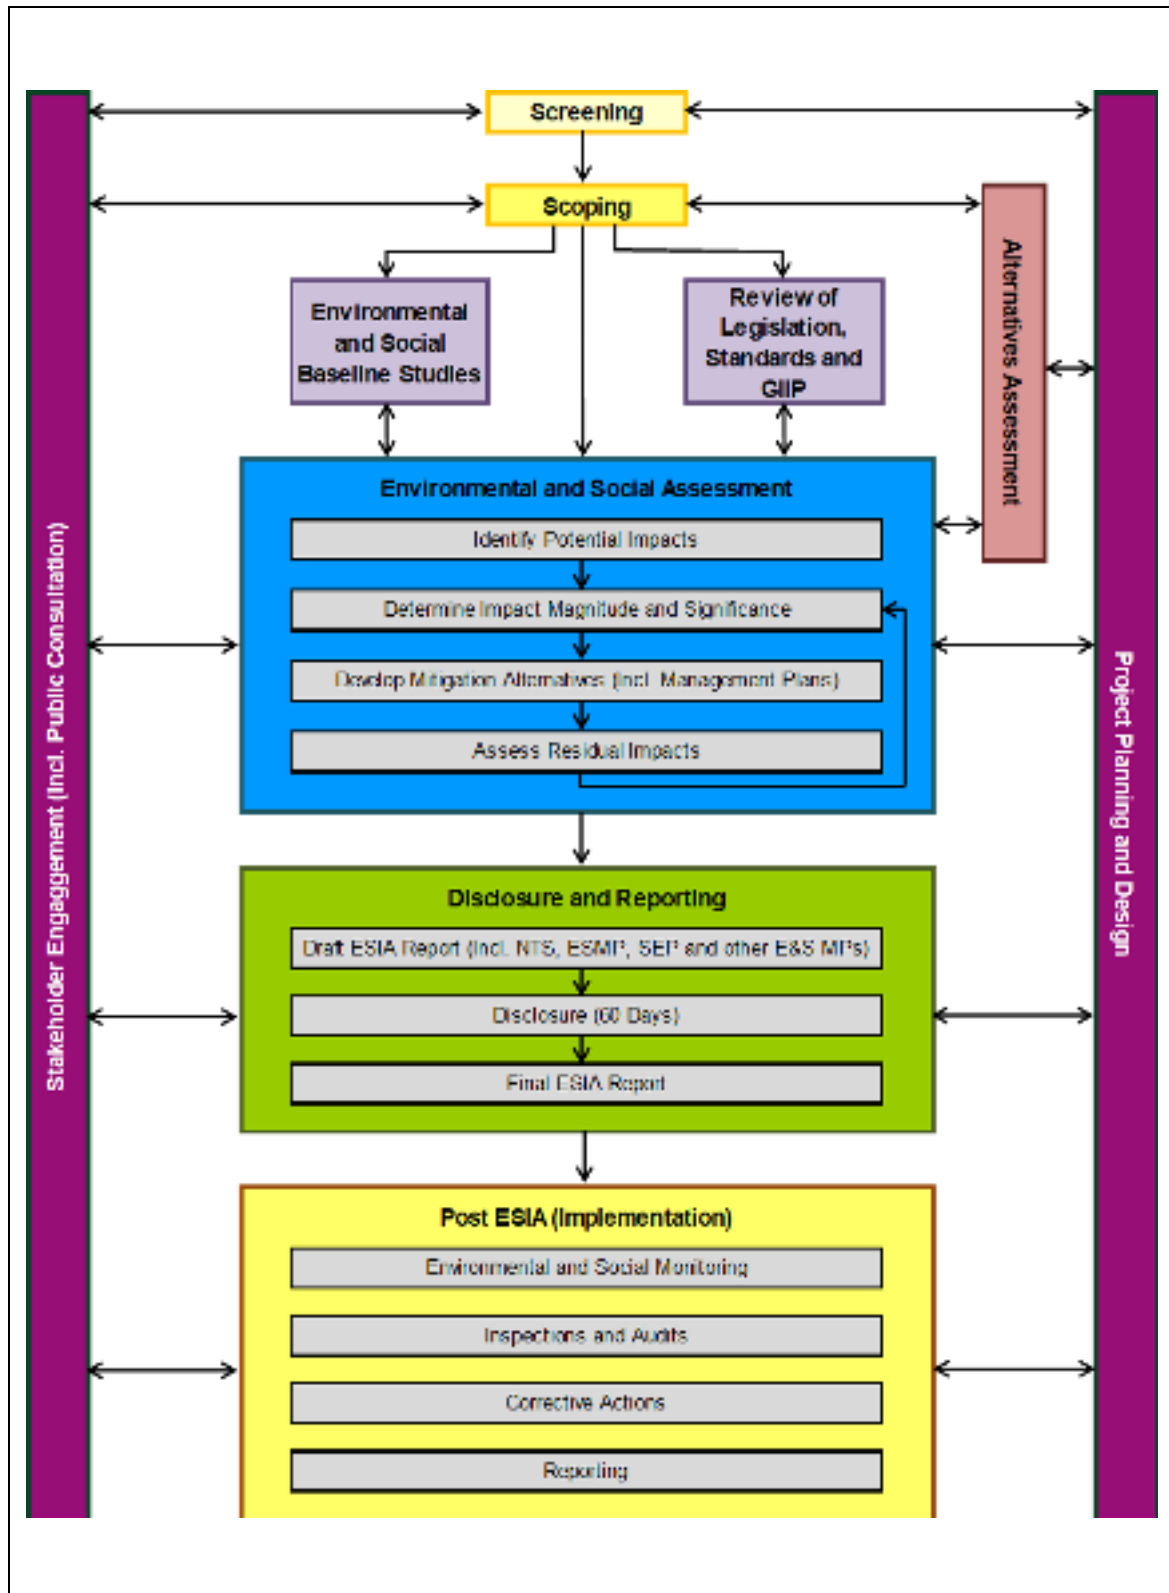 Screening
Scoping
Environmental
and Social
Baseline Studies
Review of
Legislation,
Standards and
GIIP
Alternatives Assessment
Environmental and Social Assessment
Identify Potential Impacts
Determine Impact Magnitude and Significance
Develop Mitigation Alternatives (Incl. Management Plans)
Assess Residual Impacts
Stakeholder Engagement (Incl. Public Consultation)
Project Planning and Design
Disclosure and Reporting
Draft ESIA Report (Incl. NTS, ESMP, SEP and other E&S MPs)
Disclosure (60 Days)
Final ESIA Report
Post ESIA (Implementation)
Environmental and Social Monitoring
Inspections and Audits
Corrective Actions
Reporting